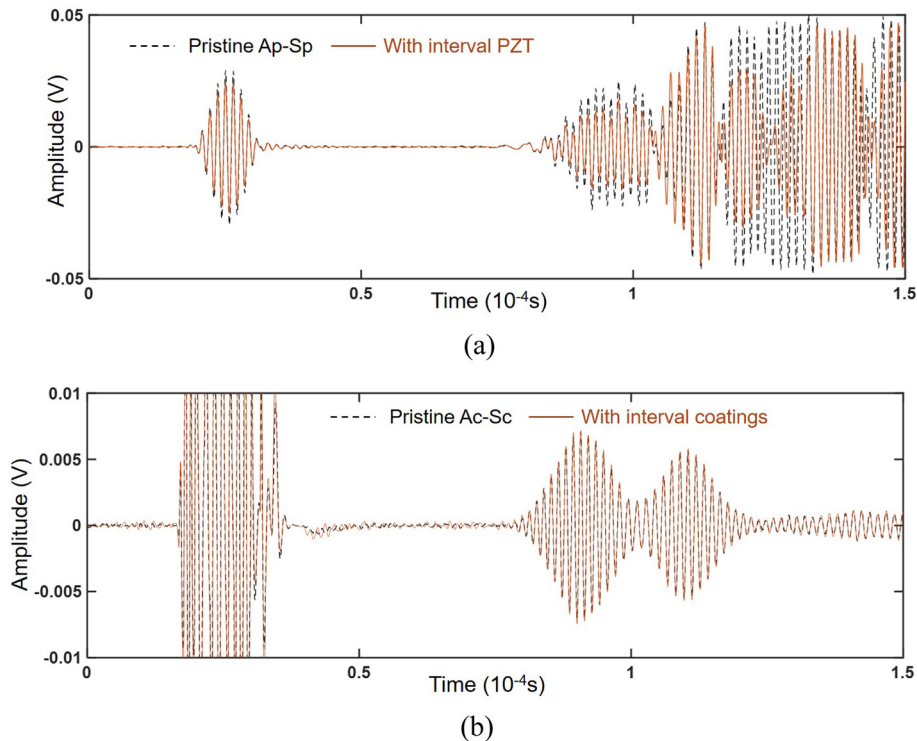 0.05
Pristine Ap-Sp With interval PZT
Amplitude (V)
0
-0.05
0 0.5 1 1.5
Time (10⁻⁴s)
(a)
0.01
Pristine Ac-Sc With interval coatings
0.005
Amplitude (V)
0
-0.005
-0.01
0 0.5 1 1.5
Time (10⁻⁴s)
(b)